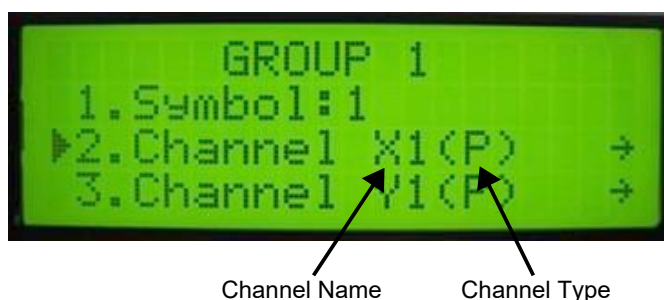 GROUP 1
1.Symbol:1
▶2.Channel X1(P) →
3.Channel Y1(P) →
Channel Name Channel Type